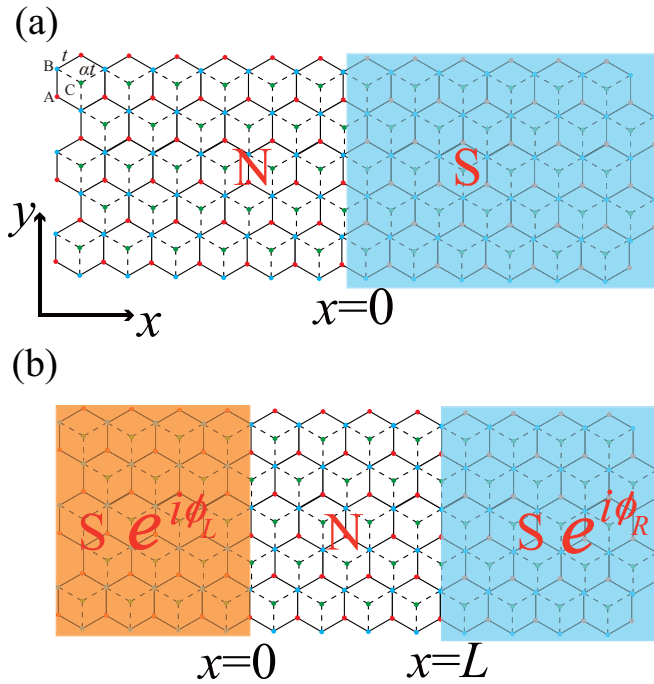 (a)
t
B
αt
C
A
N
S
y
x
x=0
(b)
S e^{iϕ_L}
N
S e^{iϕ_R}
x=0
x=L